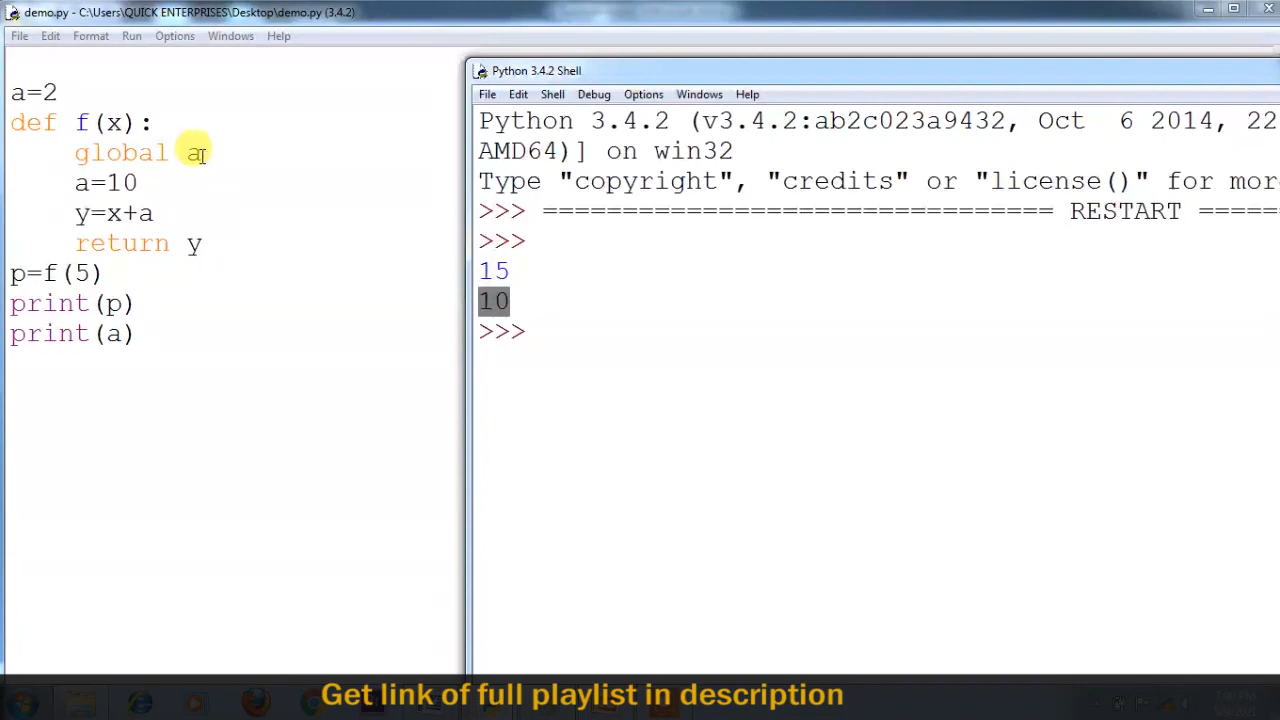 demo.py - C:\Users\QUICK ENTERPRISES\Desktop\demo.py (3.4.2)
File Edit Format Run Options Windows Help
a=2
def f(x):
    global a
    a=10
    y=x+a
    return y
p=f(5)
print(p)
print(a)
Python 3.4.2 Shell
File Edit Shell Debug Options Windows Help
Python 3.4.2 (v3.4.2:ab2c023a9432, Oct  6 2014, 22
AMD64)] on win32
Type "copyright", "credits" or "license()" for mor
>>> ================================ RESTART =====
>>>
15
10
>>>
Get link of full playlist in description